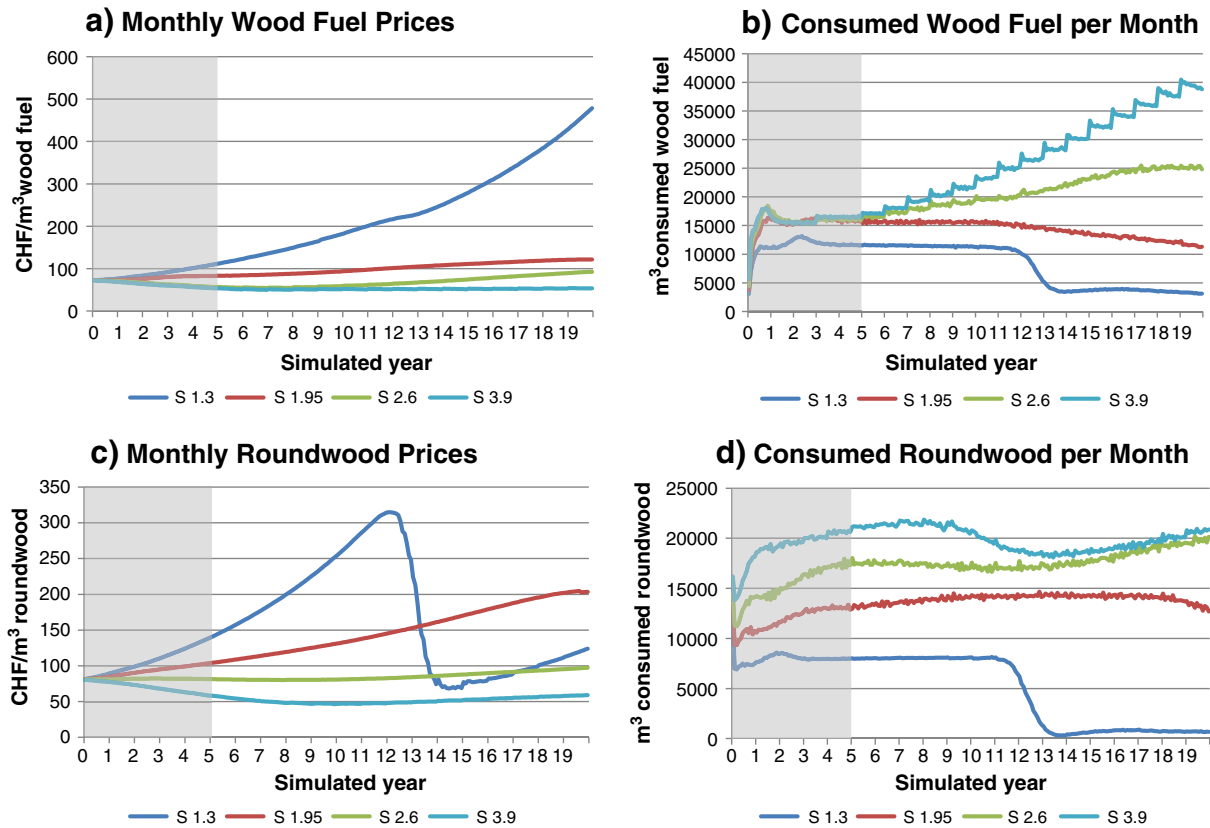 a) Monthly Wood Fuel Prices
CHF/m³wood fuel
600
500
400
300
200
100
0
0 1 2 3 4 5 6 7 8 9 10 11 12 13 14 15 16 17 18 19
Simulated year
S 1.3 S 1.95 S 2.6 S 3.9
b) Consumed Wood Fuel per Month
m³consumed wood fuel
45000
40000
35000
30000
25000
20000
15000
10000
5000
0
0 1 2 3 4 5 6 7 8 9 10 11 12 13 14 15 16 17 18 19
Simulated year
S 1.3 S 1.95 S 2.6 S 3.9
c) Monthly Roundwood Prices
CHF/m³ roundwood
350
300
250
200
150
100
50
0
0 1 2 3 4 5 6 7 8 9 10 11 12 13 14 15 16 17 18 19
Simulated year
S 1.3 S 1.95 S 2.6 S 3.9
d) Consumed Roundwood per Month
m³ consumed roundwood
25000
20000
15000
10000
5000
0
0 1 2 3 4 5 6 7 8 9 10 11 12 13 14 15 16 17 18 19
Simulated year
S 1.3 S 1.95 S 2.6 S 3.9